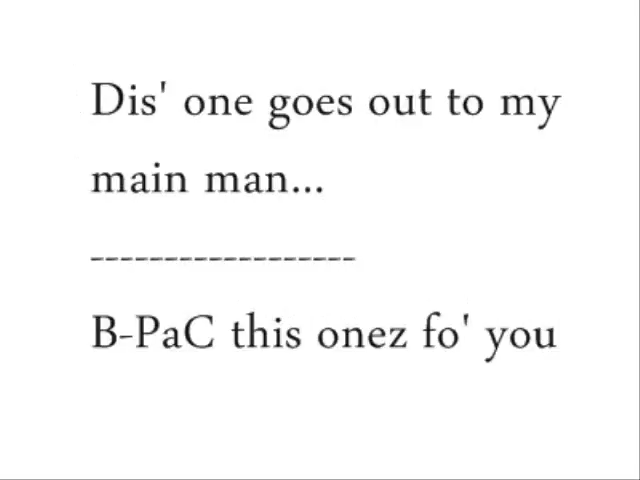 Dis' one goes out to my
main man...
------------------
B-PaC this onez fo' you